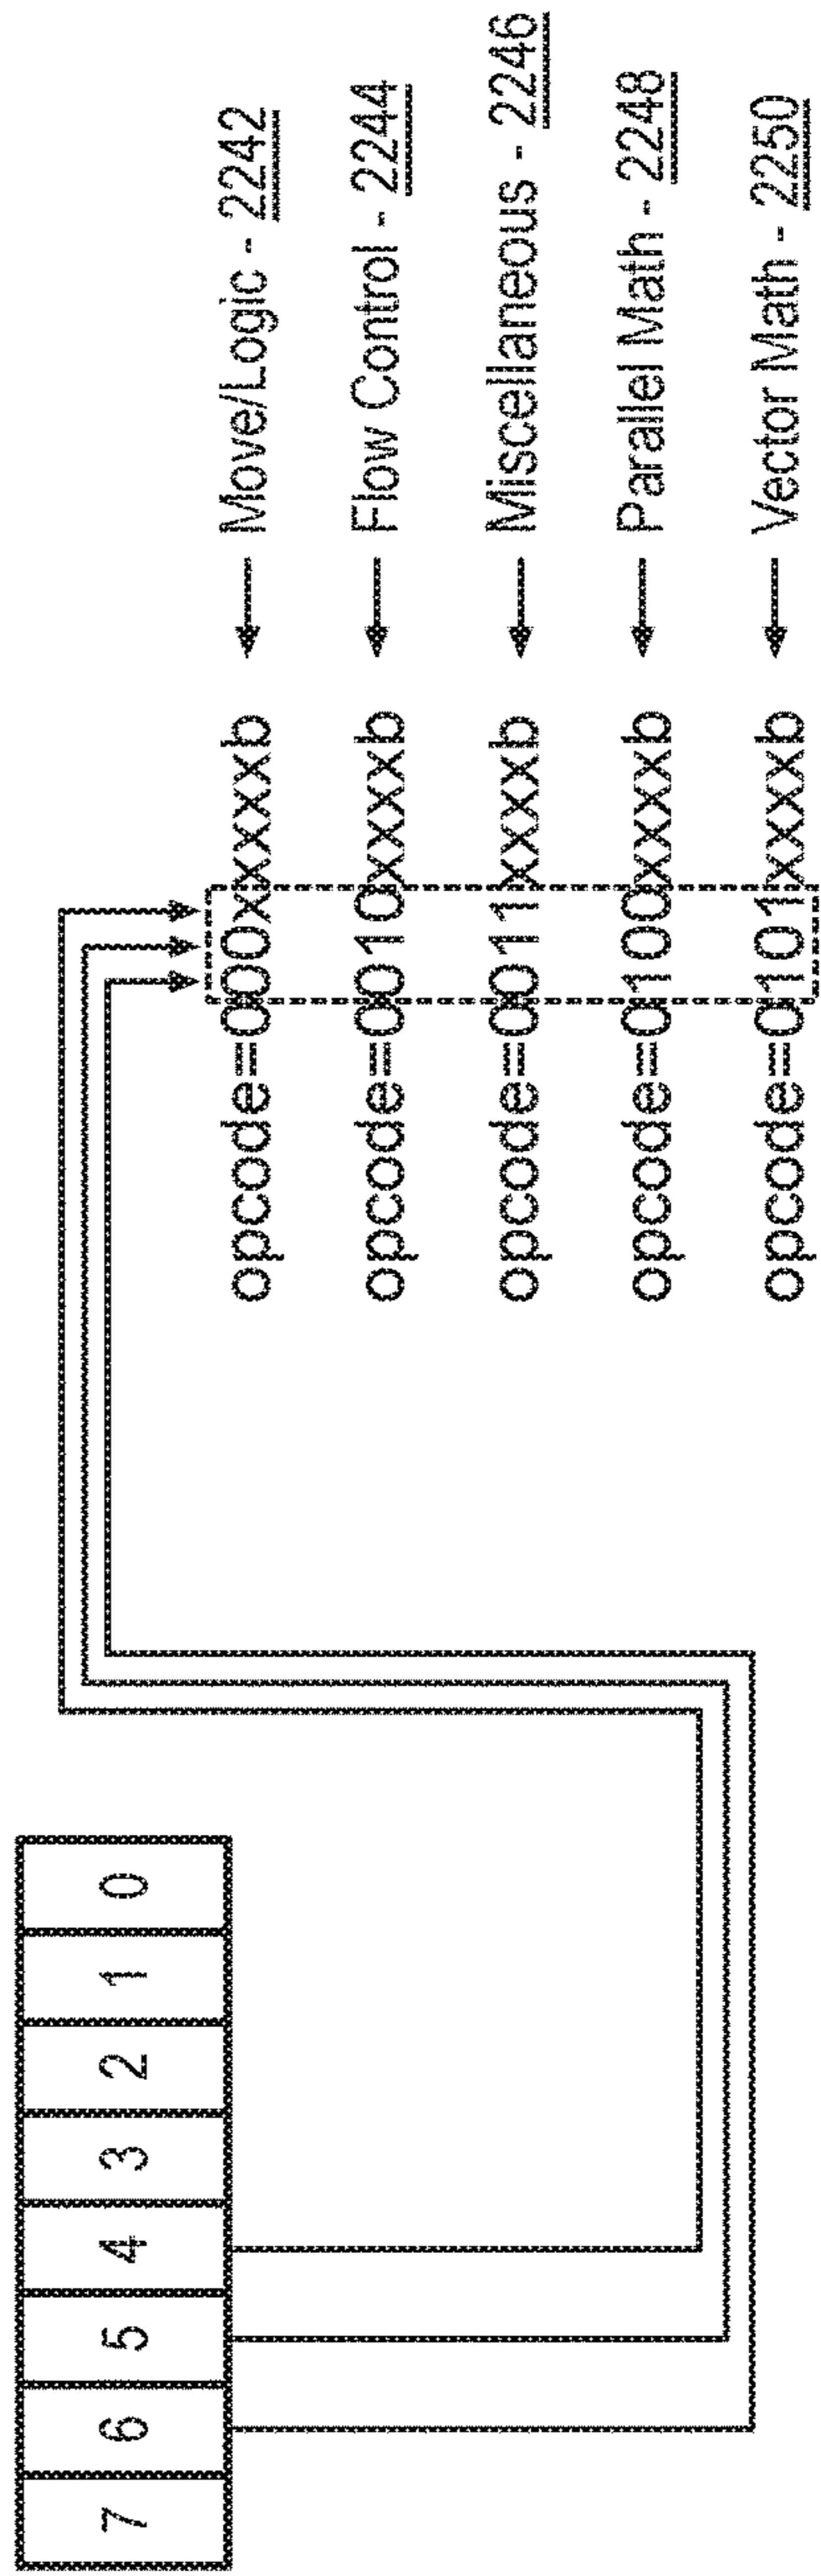 7 6 5 4 3 2 1 0
opcode=000xxxxxb ← Move/Logic - 2242
opcode=0010xxxxb ← Flow Control - 2244
opcode=0011xxxxb ← Miscellaneous - 2246
opcode=0100xxxxb ← Parallel Math - 2248
opcode=0101xxxxb ← Vector Math - 2250